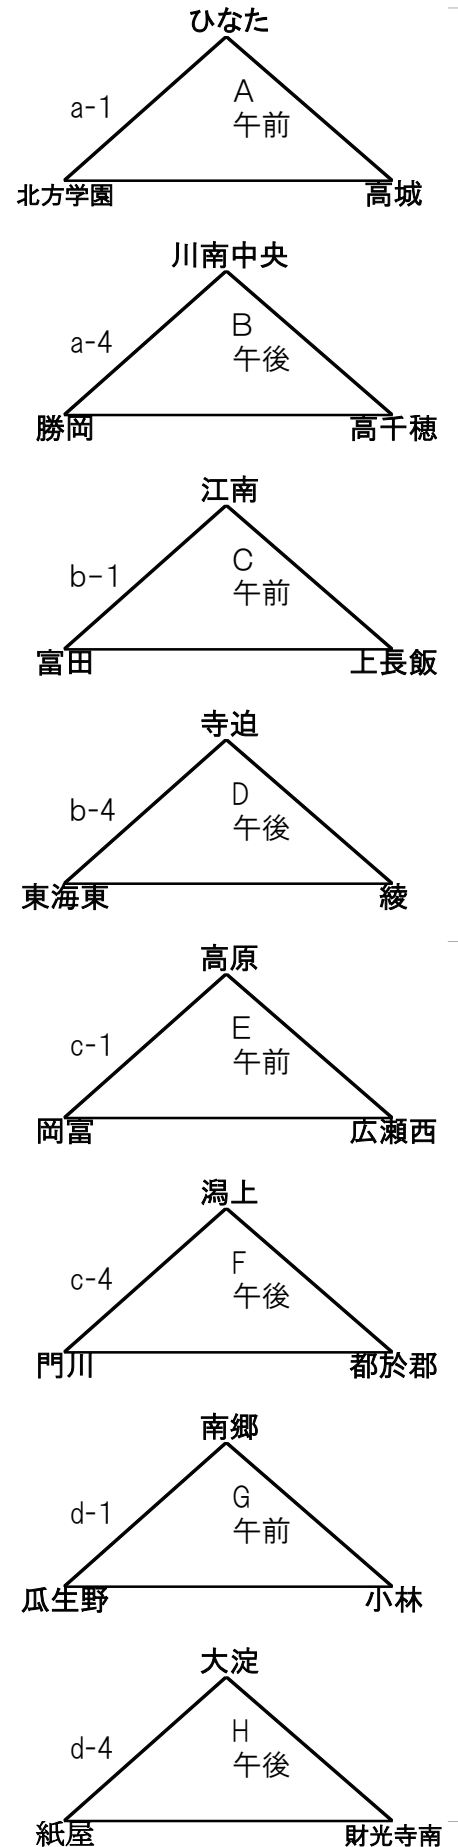 ひなた
a-1
A
午前
北方学園
高城
川南中央
a-4
B
午後
勝岡
高千穂
江南
b-1
C
午前
富田
上長飯
寺迫
b-4
D
午後
東海東
綾
高原
c-1
E
午前
岡富
広瀬西
潟上
c-4
F
午後
門川
都於郡
南郷
d-1
G
午前
瓜生野
小林
大淀
d-4
H
午後
紙屋
財光寺南